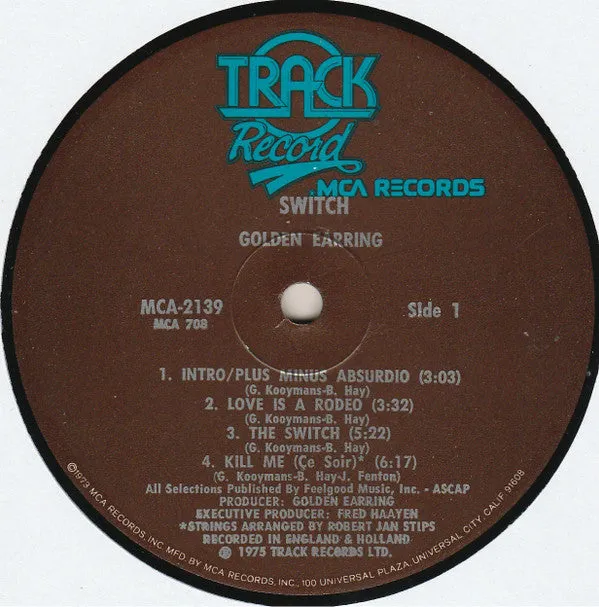 TRACK
Record
MCA RECORDS
SWITCH
GOLDEN EARRING
MCA-2139
MCA 708
Side 1
1. INTRO/PLUS MINUS ABSURDIO (3:03)
(G. Kooymans-B. Hay)
2. LOVE IS A RODEO (3:32)
(G. Kooymans-B. Hay)
3. THE SWITCH (5:22)
(G. Kooymans-B. Hay)
4. KILL ME (Çe Soir)* (6:17)
(G. Kooymans-B. Hay-J. Fenton)
All Selections Published By Feelgood Music, Inc. - ASCAP
PRODUCER: GOLDEN EARRING
EXECUTIVE PRODUCER: FRED HAAYEN
*STRINGS ARRANGED BY ROBERT JAN STIPS
RECORDED IN ENGLAND & HOLLAND
℗ 1975 TRACK RECORDS LTD.
©1973 MCA RECORDS INC MFD. BY MCA RECORDS, INC., 100 UNIVERSAL PLAZA, UNIVERSAL CITY, CALIF. 91608